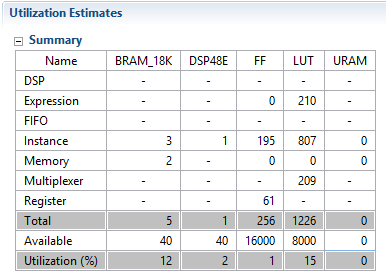 Utilization Estimates
Summary
Name BRAM_18K DSP48E FF LUT URAM
DSP - - - - -
Expression - - 0 210 -
FIFO - - - - -
Instance 3 1 195 807 0
Memory 2 - 0 0 0
Multiplexer - - - 209 -
Register - - 61 - -
Total 5 1 256 1226 0
Available 40 40 16000 8000 0
Utilization (%) 12 2 1 15 0